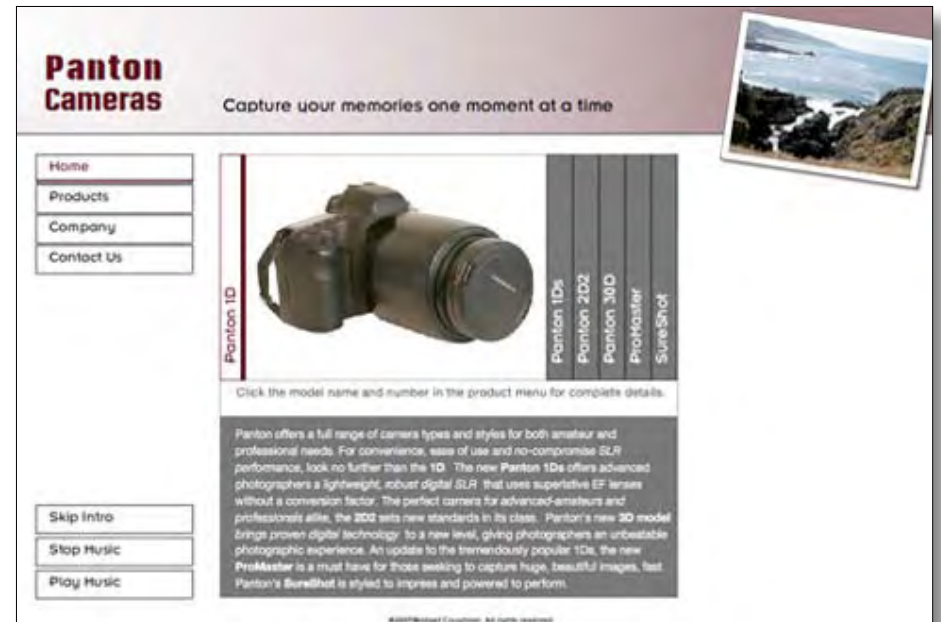 Panton
Cameras
Capture your memories one moment at a time
Home
Products
Company
Contact Us
Panton 1D
Panton 1Ds
Panton 2D2
Panton 30D
ProMaster
SureShot
Click the model name and number in the product menu for complete details.
Panton offers a full range of camera types and styles for both amateur and
professional needs. For convenience, ease of use and no-compromise SLR
performance, look no further than the 1D. The new Panton 1Ds offers advanced
photographers a lightweight, robust digital SLR that uses superlative EF lenses
without a conversion factor. The perfect camera for advanced-amateurs and
professionals alike, the 2D2 sets new standards in its class. Panton's new 3D model
brings proven digital technology to a new level, giving photographers an unbeatable
photographic experience. An update to the tremendously popular 1Ds, the new
ProMaster is a must have for those seeking to capture huge, beautiful images, fast.
Panton's SureShot is styled to impress and powered to perform.
Skip Intro
Stop Music
Play Music
All rights reserved